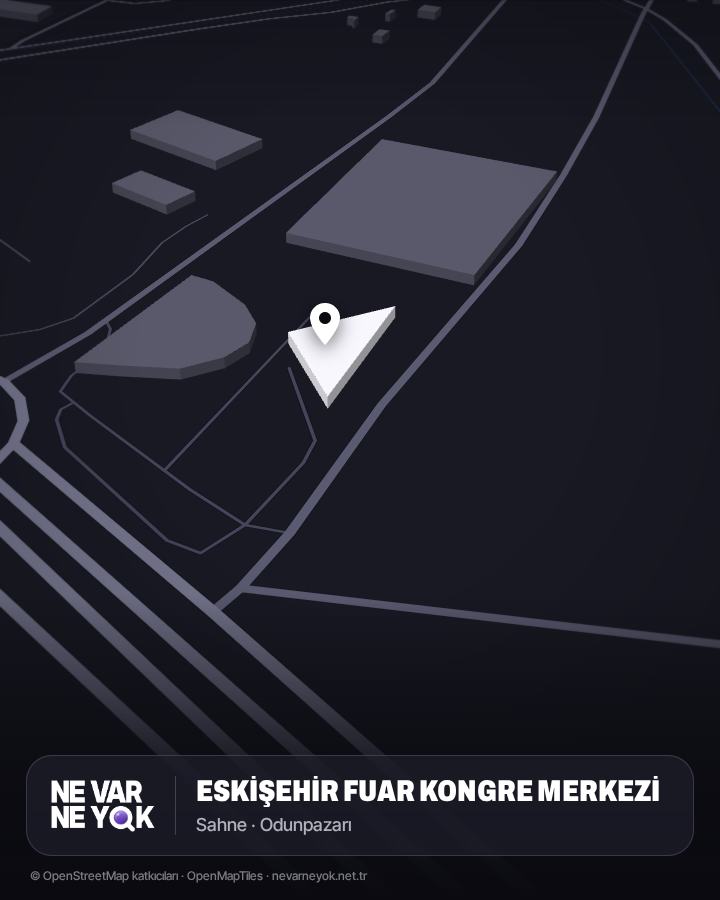 NE VAR
NE YOK
ESKİŞEHİR FUAR KONGRE MERKEZİ
Sahne · Odunpazarı
© OpenStreetMap katkıcıları · OpenMapTiles · nevarneyok.net.tr